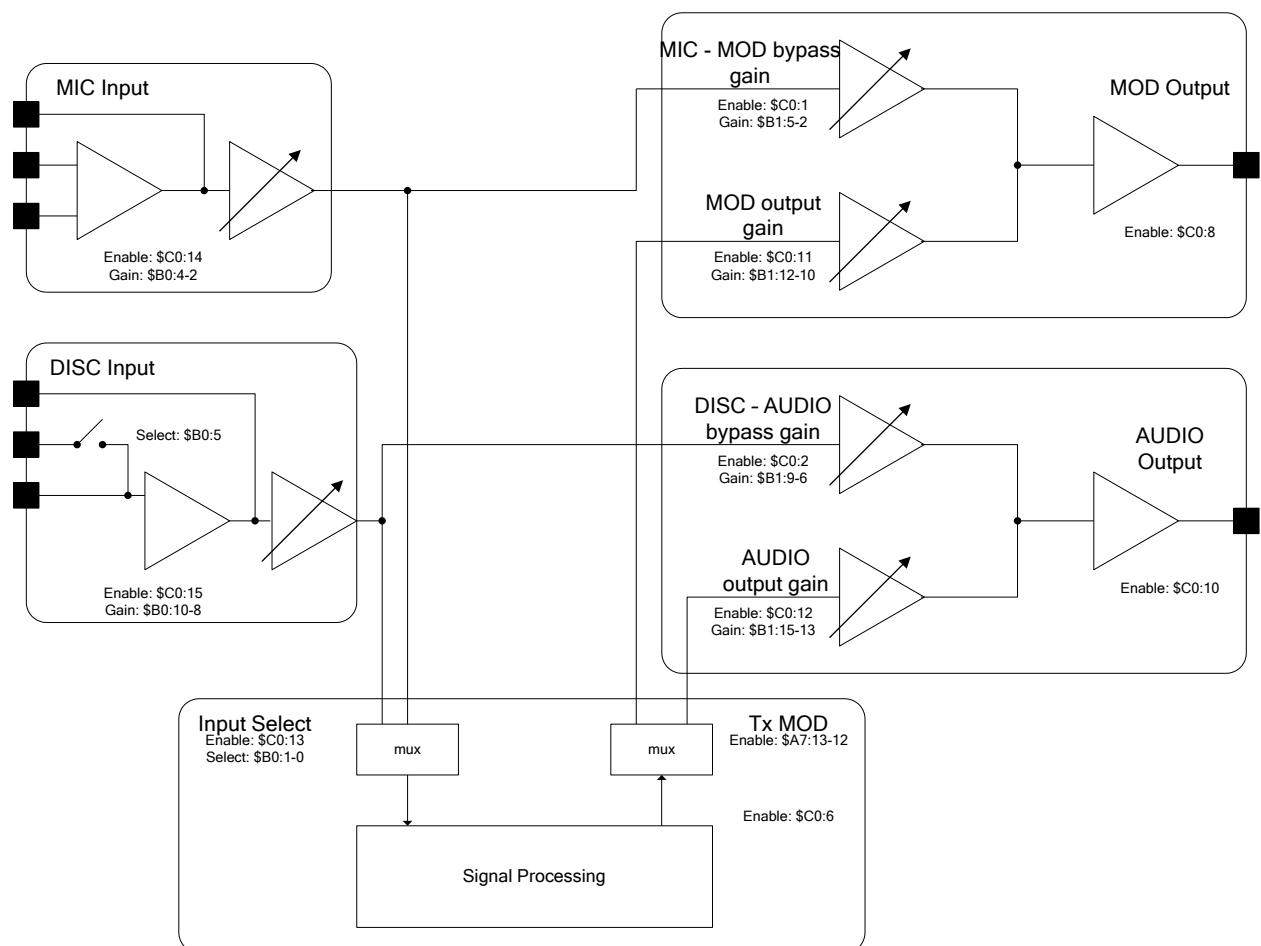 MIC Input
Enable: $C0:14
Gain: $B0:4-2
DISC Input
Select: $B0:5
Enable: $C0:15
Gain: $B0:10-8
MIC - MOD bypass
gain
Enable: $C0:1
Gain: $B1:5-2
MOD output
gain
Enable: $C0:11
Gain: $B1:12-10
MOD Output
Enable: $C0:8
DISC - AUDIO
bypass gain
Enable: $C0:2
Gain: $B1:9-6
AUDIO
output gain
Enable: $C0:12
Gain: $B1:15-13
AUDIO
Output
Enable: $C0:10
Input Select
Enable: $C0:13
Select: $B0:1-0
mux
mux
Tx MOD
Enable: $A7:13-12
Enable: $C0:6
Signal Processing